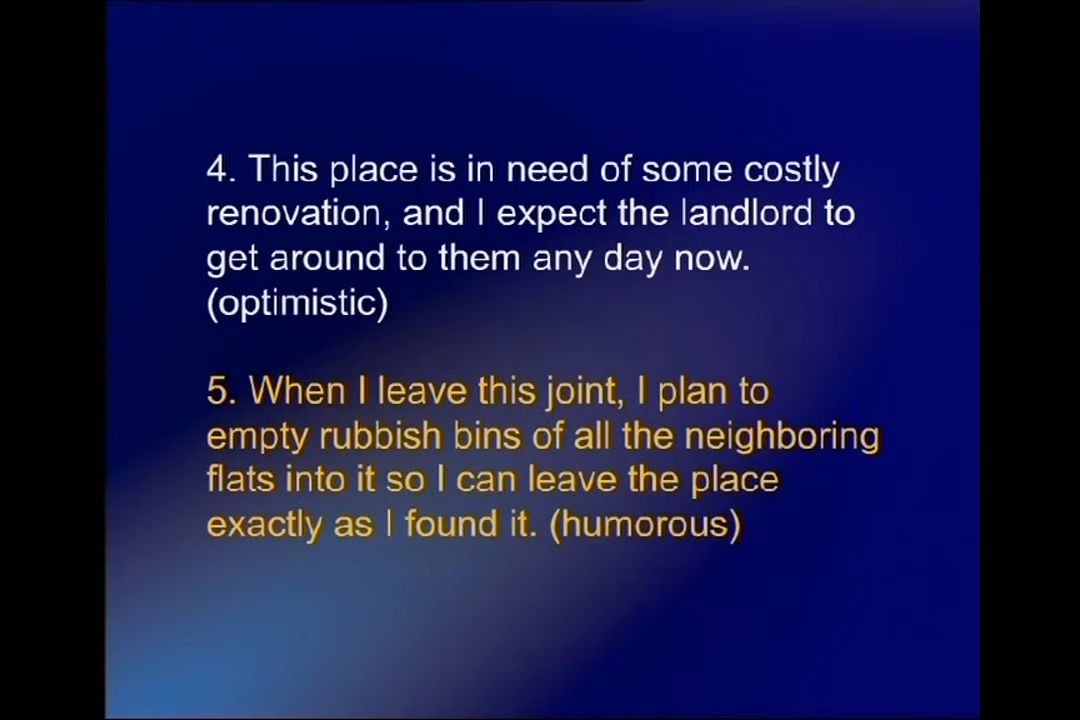 4. This place is in need of some costly
renovation, and I expect the landlord to
get around to them any day now.
(optimistic)
5. When I leave this joint, I plan to
empty rubbish bins of all the neighboring
flats into it so I can leave the place
exactly as I found it. (humorous)